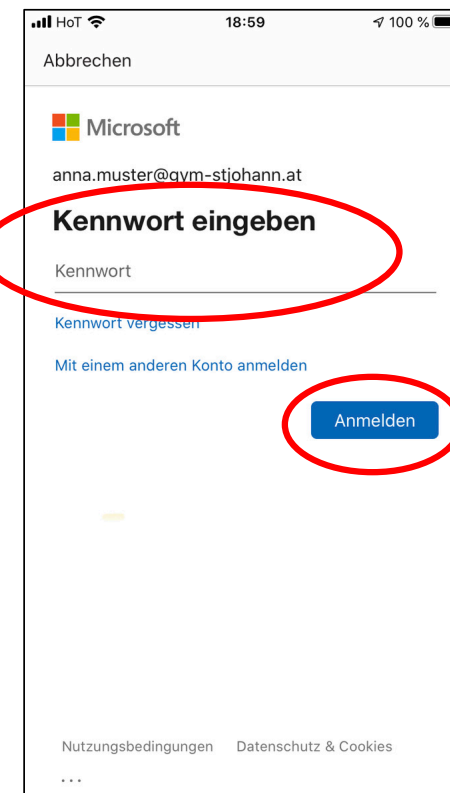 HoT 18:59 100 %
Abbrechen
Microsoft
anna.muster@gym-stjohann.at
Kennwort eingeben
Kennwort
Kennwort vergessen
Mit einem anderen Konto anmelden
Anmelden
Nutzungsbedingungen Datenschutz & Cookies
...